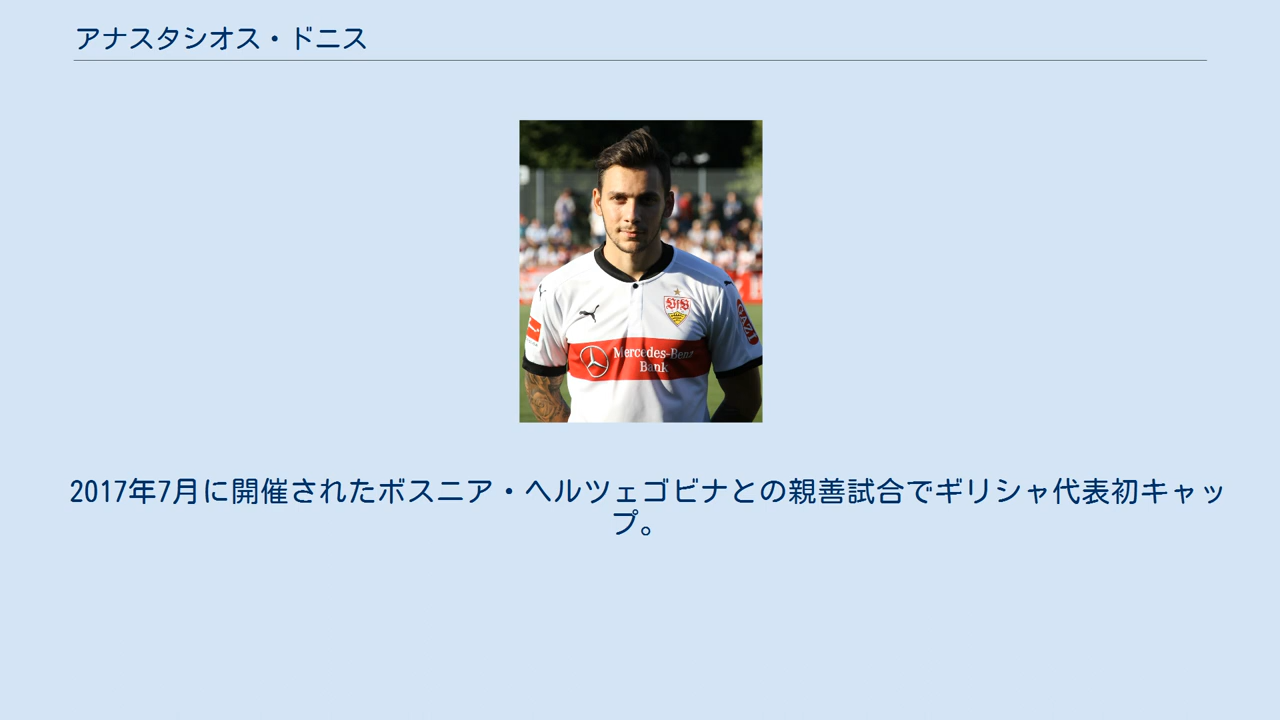 アナスタシオス・ドニス
VfB
GAZI
Mercedes-Benz
Bank
2017年7月に開催されたボスニア・ヘルツェゴビナとの親善試合でギリシャ代表初キャッ
プ。